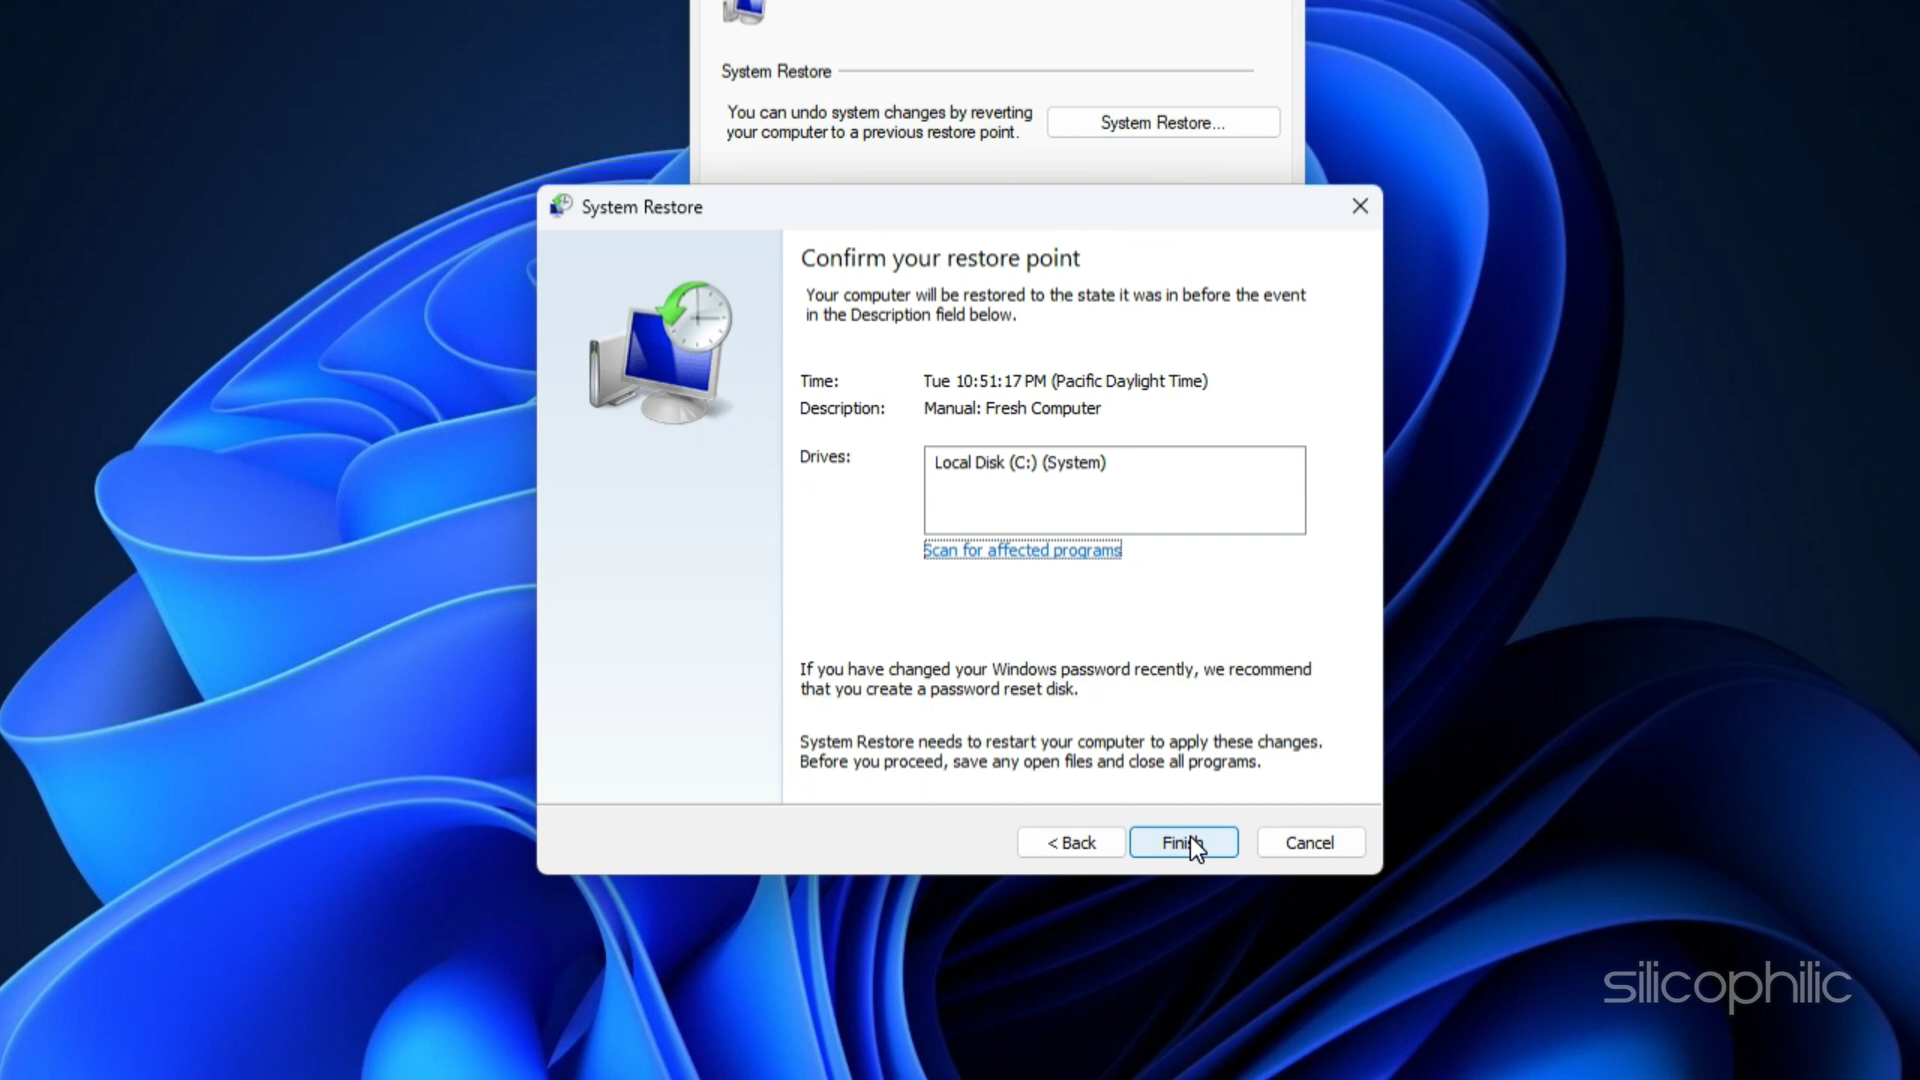 System Restore
You can undo system changes by reverting
your computer to a previous restore point.
System Restore...
System Restore
Confirm your restore point
Your computer will be restored to the state it was in before the event
in the Description field below.
Time: Tue 10:51:17 PM (Pacific Daylight Time)
Description: Manual: Fresh Computer
Drives: Local Disk (C:) (System)
Scan for affected programs
If you have changed your Windows password recently, we recommend
that you create a password reset disk.
System Restore needs to restart your computer to apply these changes.
Before you proceed, save any open files and close all programs.
< Back Finish Cancel
silicophilic